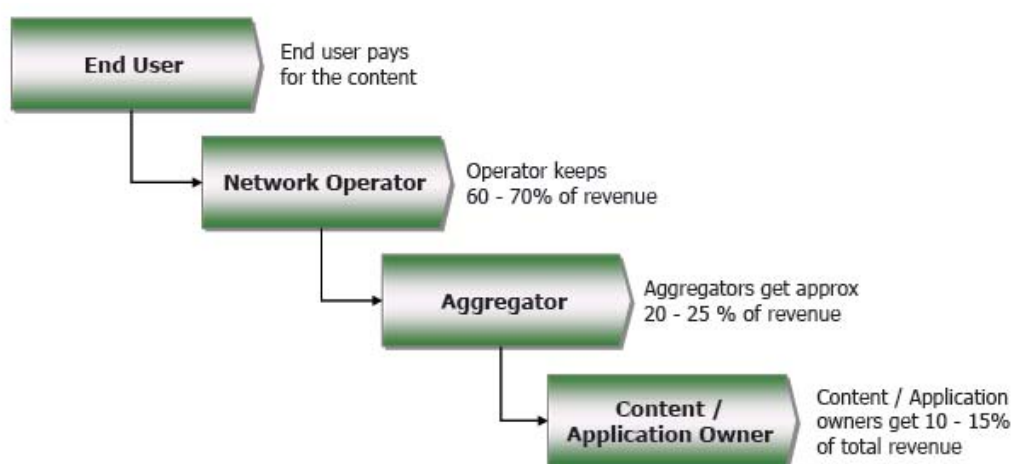 End User
End user pays
for the content
Network Operator
Operator keeps
60 - 70% of revenue
Aggregator
Aggregators get approx
20 - 25 % of revenue
Content /
Application Owner
Content / Application
owners get 10 - 15%
of total revenue